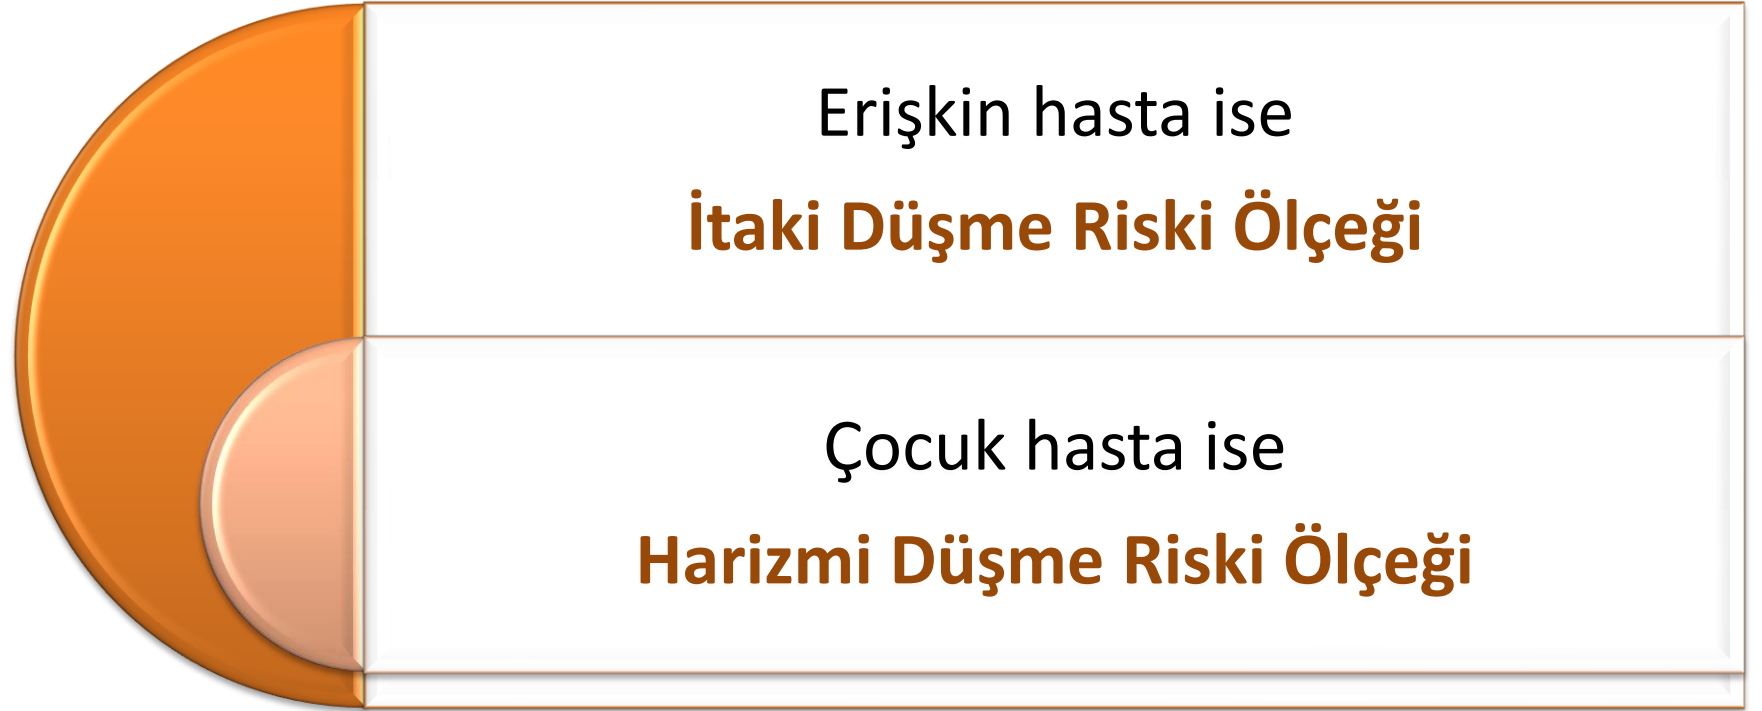 Erişkin hasta ise
İtaki Düşme Riski Ölçeği
Çocuk hasta ise
Harizmi Düşme Riski Ölçeği